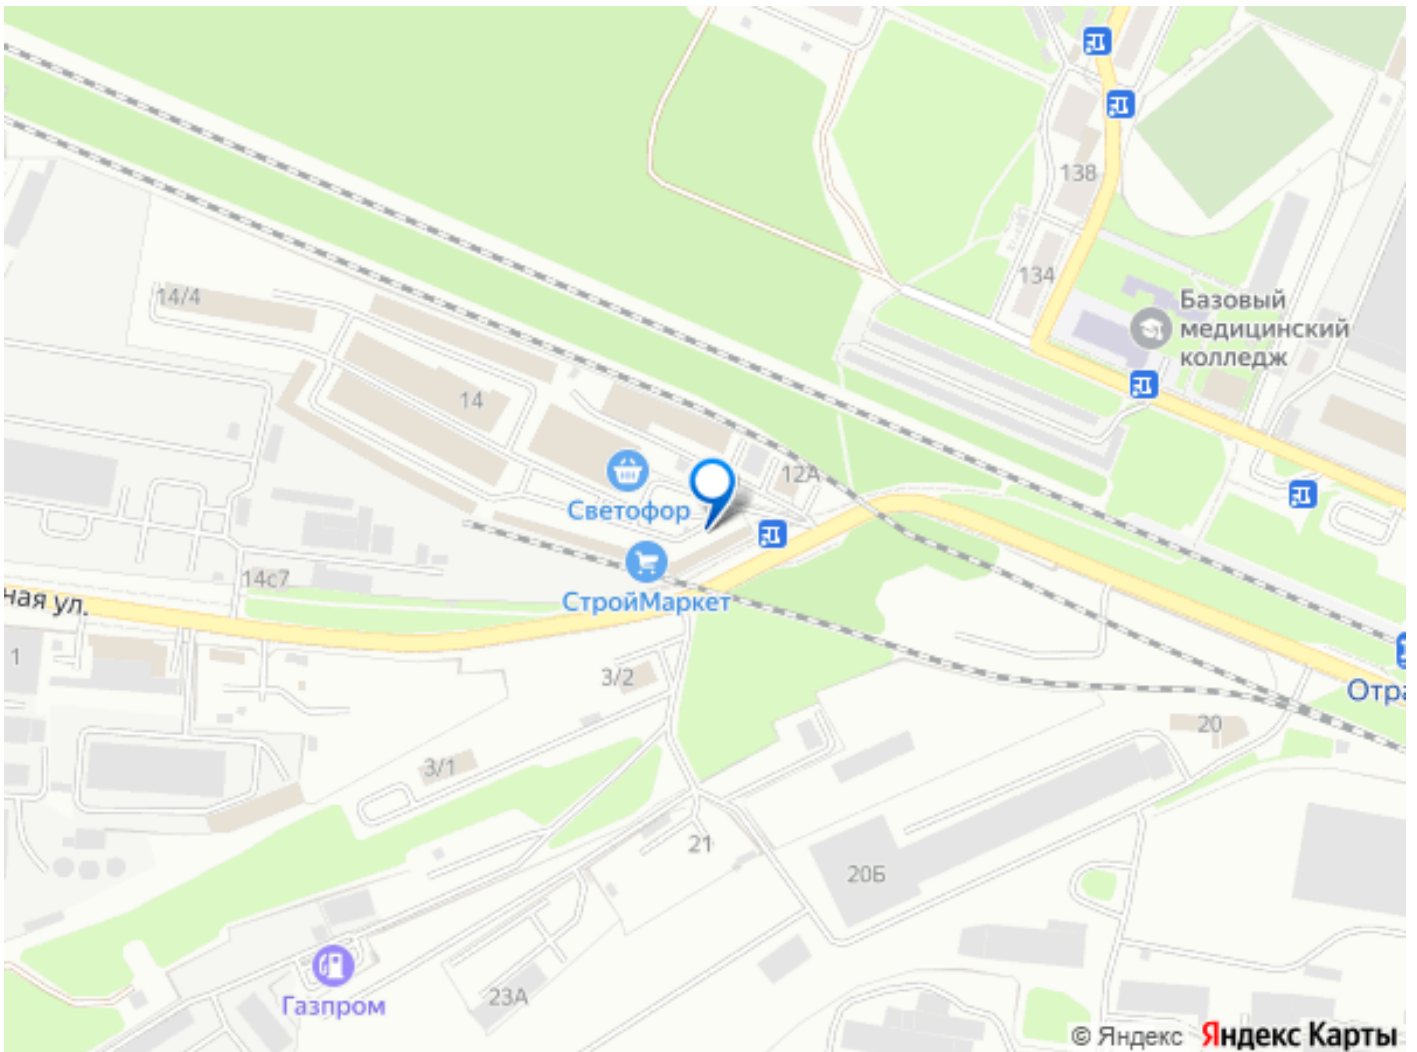 138
134
Базовый
медицинский
колледж
14/4
14
12А
Светофор
СтройМаркет
14с7
ная ул.
1
3/2
Отра
20
3/1
21
20Б
23А
Газпром
© Яндекс Яндекс Карты